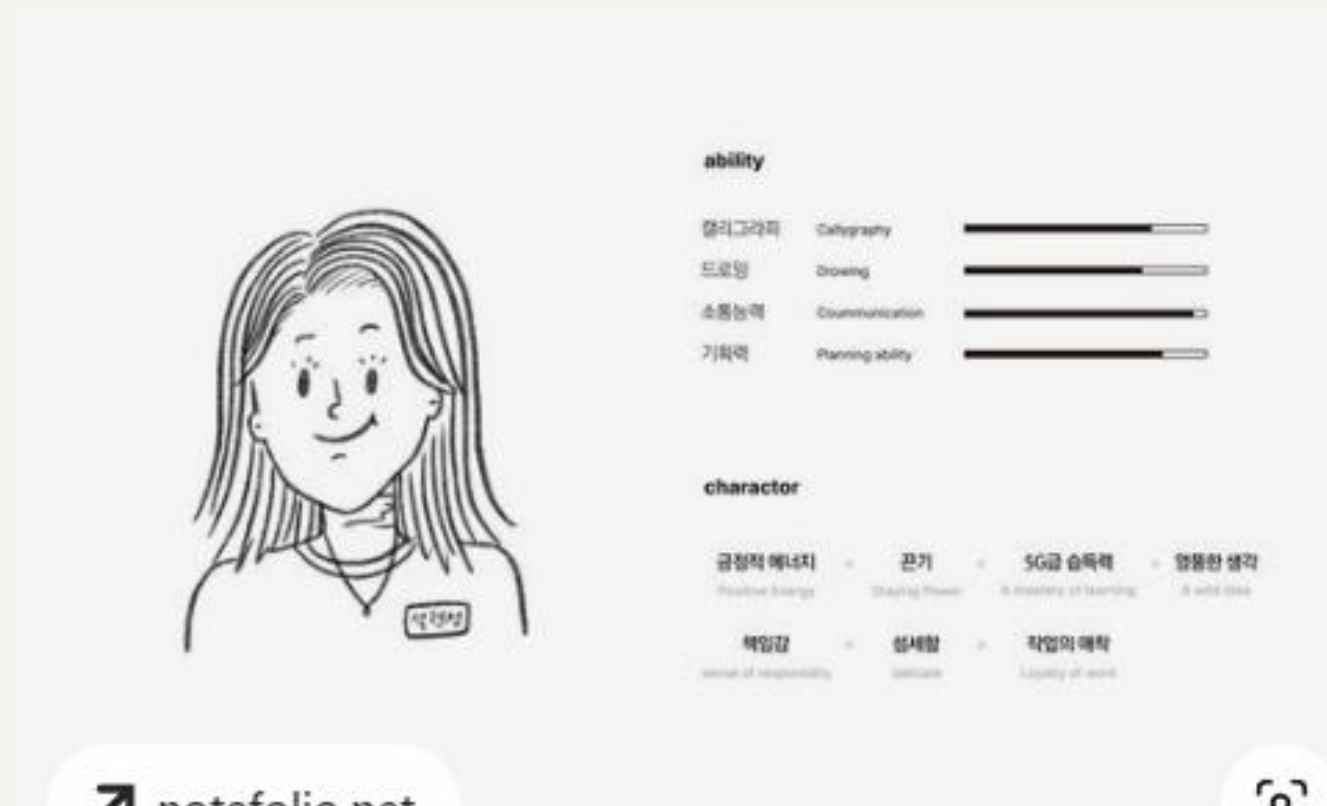 ability
캘리그라피 Callygraphy
드로잉 Drowing
소통능력 Coummunication
기획력 Planning ability
charactor
긍정적 에너지 끈기 5G급 습득력 엉뚱한 생각
Positive Energy Staying Power A mastery of learning A wild idea
책임감 섬세함 작업의 애착
sense of responsibility delicate Loyalty of work
notefolio.net